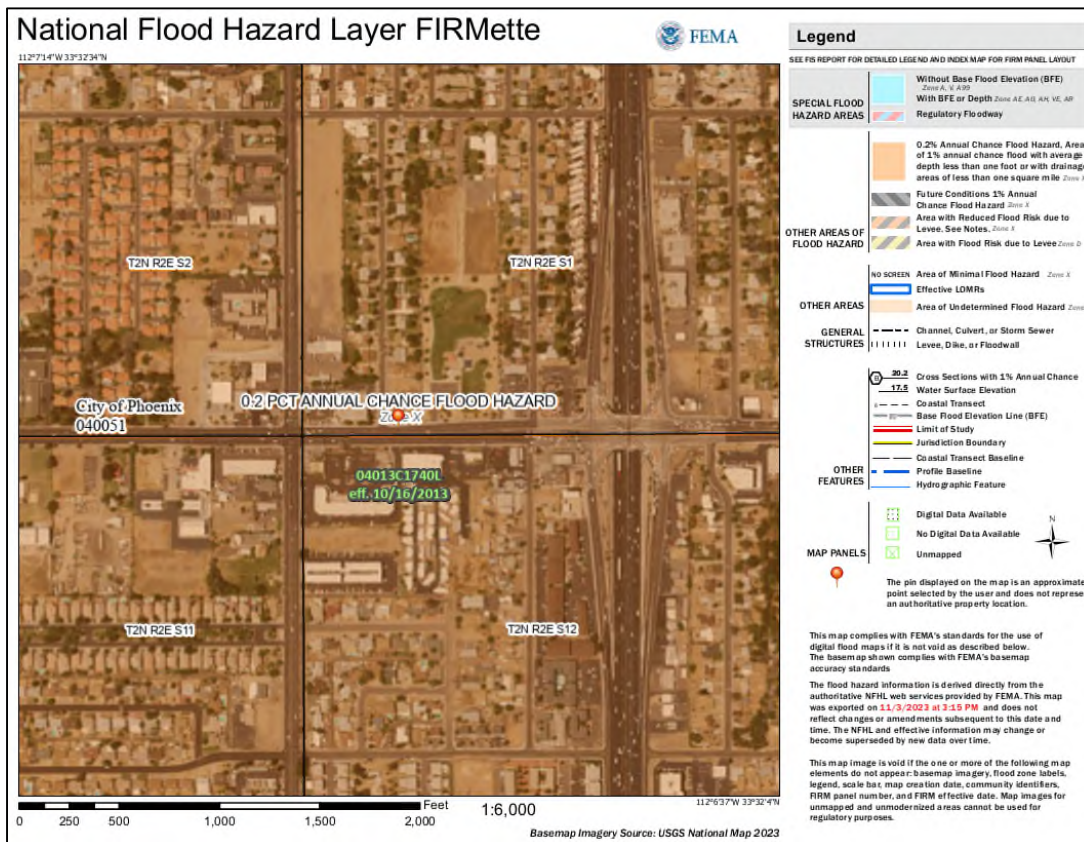 National Flood Hazard Layer FIRMette
FEMA
112°7'14"W 33°32'34"N
T2N R2E S2
T2N R2E S1
City of Phoenix
040051
0.2 PCT ANNUAL CHANCE FLOOD HAZARD
Zone X
04013C1740L
eff. 10/16/2013
T2N R2E S11
T2N R2E S12
0 250 500 1,000 1,500 2,000
Feet
1:6,000
112°6'37"W 33°32'4"N
Basemap Imagery Source: USGS National Map 2023
Legend
SEE FIS REPORT FOR DETAILED LEGEND AND INDEX MAP FOR FIRM PANEL LAYOUT
SPECIAL FLOOD
HAZARD AREAS
Without Base Flood Elevation (BFE)
Zone A, V, A99
With BFE or Depth Zone AE, AO, AH, VE, AR
Regulatory Floodway
OTHER AREAS OF
FLOOD HAZARD
0.2% Annual Chance Flood Hazard, Area
of 1% annual chance flood with average
depth less than one foot or with drainage
areas of less than one square mile Zone
Future Conditions 1% Annual
Chance Flood Hazard Zone X
Area with Reduced Flood Risk due to
Levee. See Notes. Zone X
Area with Flood Risk due to Levee Zone D
OTHER AREAS
NO SCREEN Area of Minimal Flood Hazard Zone X
Effective LOMRs
Area of Undetermined Flood Hazard Zone
GENERAL
STRUCTURES
Channel, Culvert, or Storm Sewer
Levee, Dike, or Floodwall
OTHER
FEATURES
20.2 Cross Sections with 1% Annual Chance
17.5 Water Surface Elevation
Coastal Transect
Base Flood Elevation Line (BFE)
Limit of Study
Jurisdiction Boundary
Coastal Transect Baseline
Profile Baseline
Hydrographic Feature
MAP PANELS
Digital Data Available
No Digital Data Available
Unmapped
N
The pin displayed on the map is an approximate
point selected by the user and does not represe
an authoritative property location.
This map complies with FEMA's standards for the use of
digital flood maps if it is not void as described below.
The basemap shown complies with FEMA's basemap
accuracy standards
The flood hazard information is derived directly from the
authoritative NFHL web services provided by FEMA. This map
was exported on 11/3/2023 at 3:15 PM and does not
reflect changes or amendments subsequent to this date and
time. The NFHL and effective information may change or
become superseded by new data over time.
This map image is void if the one or more of the following map
elements do not appear: basemap imagery, flood zone labels,
legend, scale bar, map creation date, community identifiers,
FIRM panel number, and FIRM effective date. Map images for
unmapped and unmodernized areas cannot be used for
regulatory purposes.